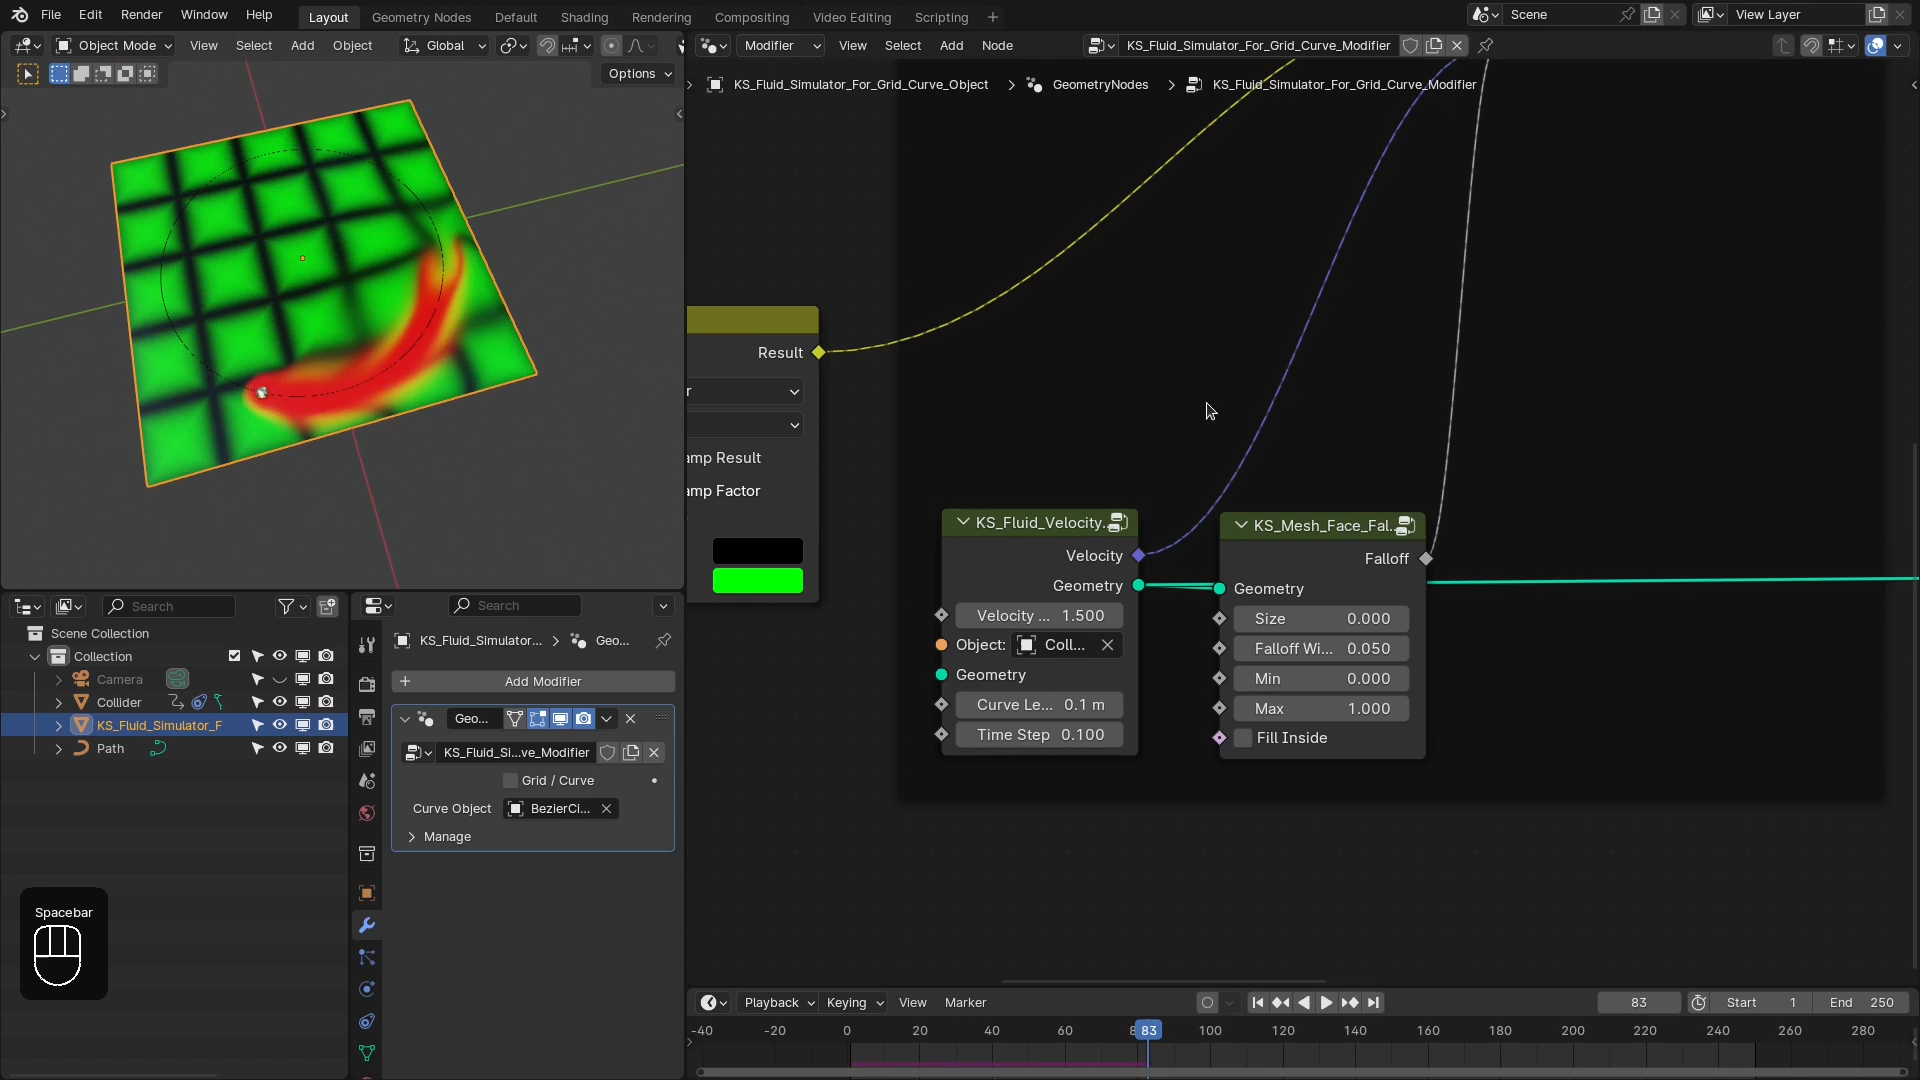 File Edit Render Window Help
Layout Geometry Nodes Default Shading Rendering Compositing Video Editing Scripting
Scene
View Layer
Object Mode View Select Add Object Global
Options
Modifier View Select Add Node
KS_Fluid_Simulator_For_Grid_Curve_Modifier
KS_Fluid_Simulator_For_Grid_Curve_Object
GeometryNodes
KS_Fluid_Simulator_For_Grid_Curve_Modifier
Result
r
amp Result
amp Factor
KS_Fluid_Velocity..
Velocity
Geometry
Velocity ... 1.500
Object: Coll...
Geometry
Curve Le... 0.1 m
Time Step 0.100
KS_Mesh_Face_Fal..
Falloff
Geometry
Size 0.000
Falloff Wi... 0.050
Min 0.000
Max 1.000
Fill Inside
Search
Scene Collection
Collection
Camera
Collider
KS_Fluid_Simulator_F
Path
Spacebar
Search
KS_Fluid_Simulator... Geo...
Add Modifier
Geo...
KS_Fluid_Si...ve_Modifier
Grid / Curve
Curve Object BezierCi...
Manage
Playback Keying View Marker
83
Start 1 End 250
-40 -20 0 20 40 60 8 83 100 120 140 160 180 200 220 240 260 280